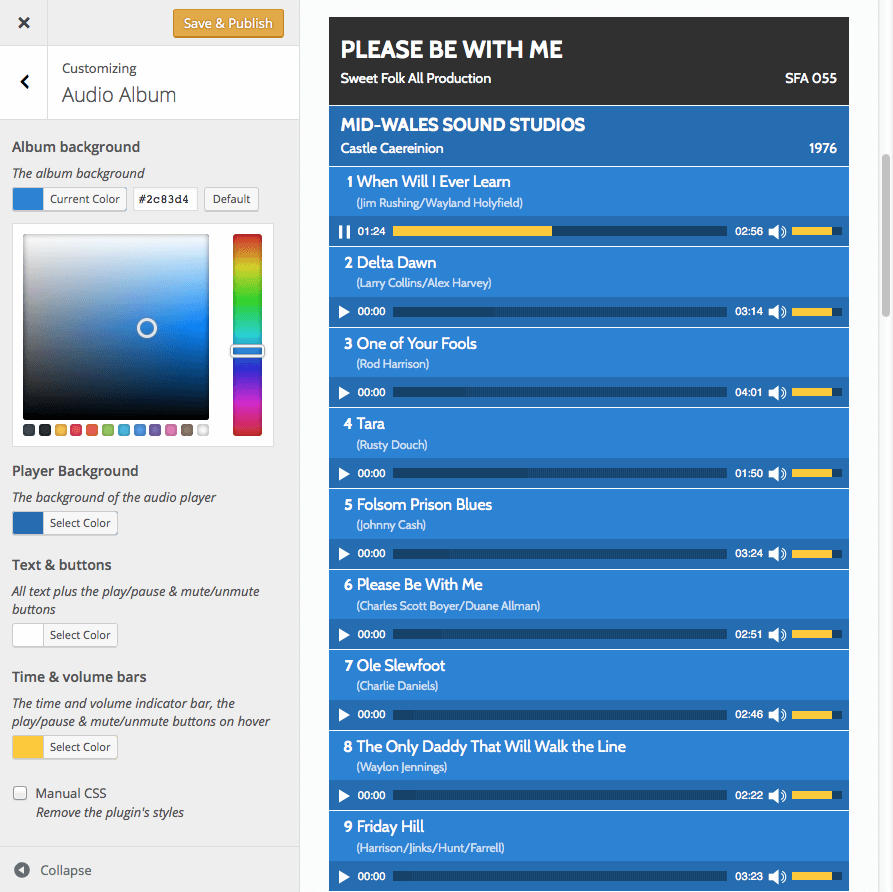 Save & Publish
Customizing
Audio Album
Album background
The album background
Current Color #2c83d4 Default
Player Background
The background of the audio player
Select Color
Text & buttons
All text plus the play/pause & mute/unmute
buttons
Select Color
Time & volume bars
The time and volume indicator bar, the
play/pause & mute/unmute buttons on hover
Select Color
Manual CSS
Remove the plugin's styles
Collapse
PLEASE BE WITH ME
Sweet Folk All Production SFA 055
MID-WALES SOUND STUDIOS
Castle Caereinion 1976
1 When Will I Ever Learn
(Jim Rushing/Wayland Holyfield)
01:24 02:56
2 Delta Dawn
(Larry Collins/Alex Harvey)
00:00 03:14
3 One of Your Fools
(Rod Harrison)
00:00 04:01
4 Tara
(Rusty Douch)
00:00 01:50
5 Folsom Prison Blues
(Johnny Cash)
00:00 03:24
6 Please Be With Me
(Charles Scott Boyer/Duane Allman)
00:00 02:51
7 Ole Slewfoot
(Charlie Daniels)
00:00 02:46
8 The Only Daddy That Will Walk the Line
(Waylon Jennings)
00:00 02:22
9 Friday Hill
(Harrison/Jinks/Hunt/Farrell)
00:00 03:23